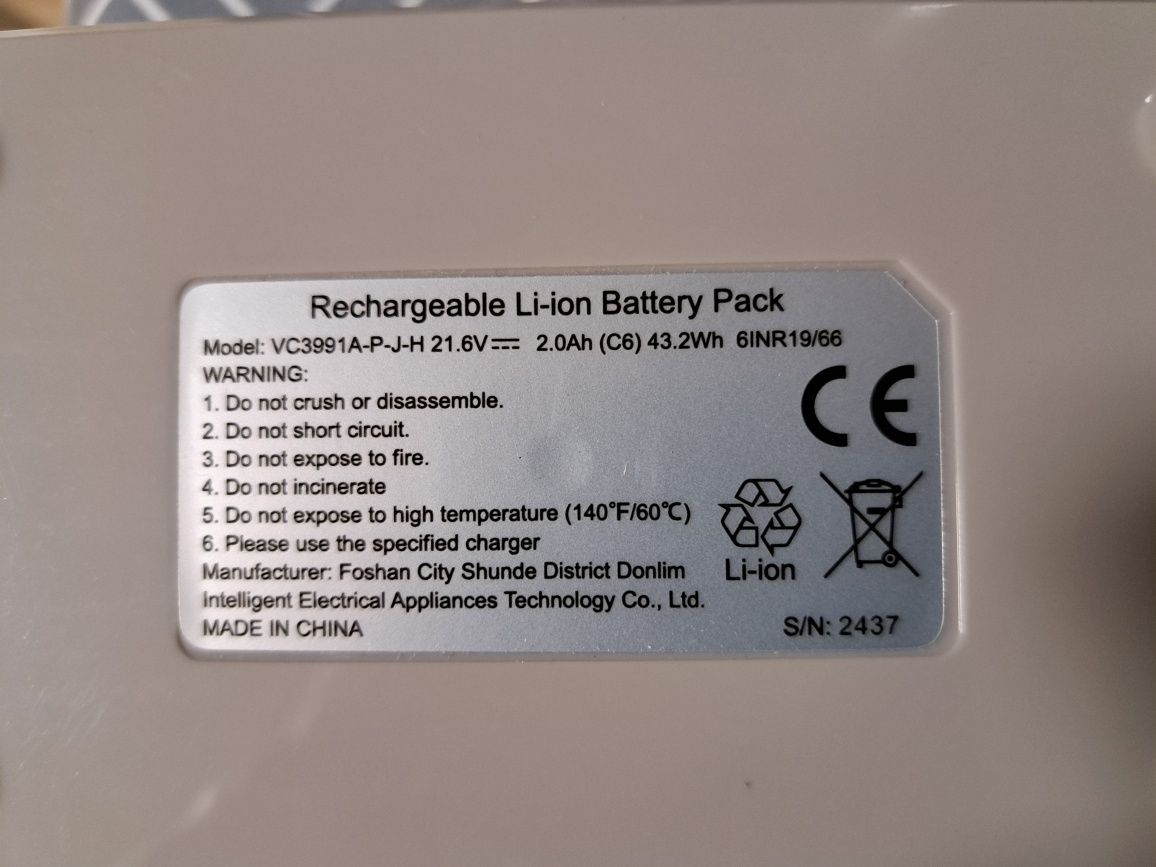 Rechargeable Li-ion Battery Pack
Model: VC3991A-P-J-H 21.6V⎓ 2.0Ah (C6) 43.2Wh 6INR19/66
WARNING:
1. Do not crush or disassemble.
2. Do not short circuit.
3. Do not expose to fire.
4. Do not incinerate
5. Do not expose to high temperature (140°F/60℃)
6. Please use the specified charger
Manufacturer: Foshan City Shunde District Donlim
Intelligent Electrical Appliances Technology Co., Ltd.
MADE IN CHINA
CE
Li-ion
S/N: 2437